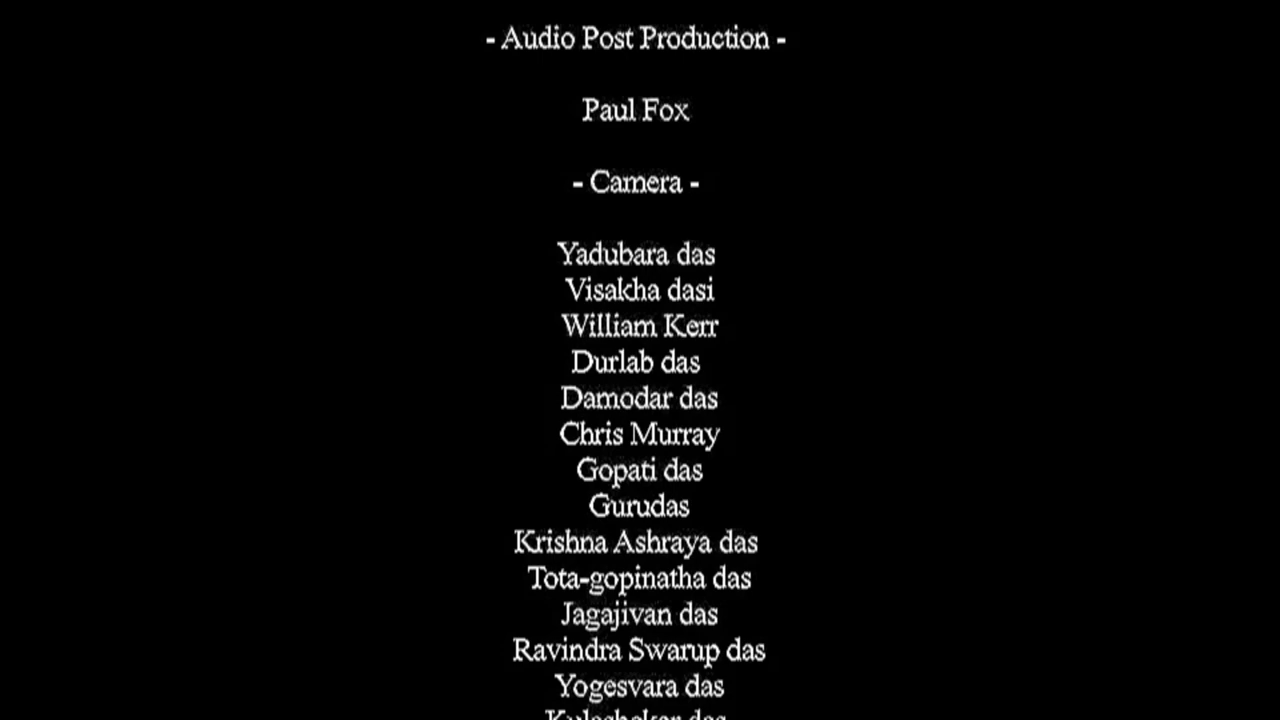 - Audio Post Production -
Paul Fox
- Camera -
Yadubara das
Visakha dasi
William Kerr
Durlab das
Damodar das
Chris Murray
Gopati das
Gurudas
Krishna Ashraya das
Tota-gopinatha das
Jagajivan das
Ravindra Swarup das
Yogesvara das